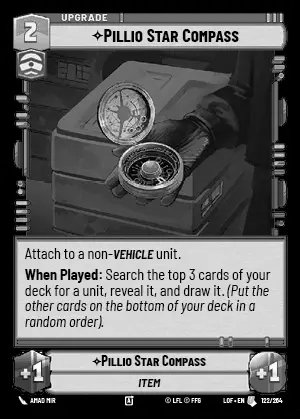 UPGRADE
2
✧PILLIO STAR COMPASS
Attach to a non-VEHICLE unit.
When Played: Search the top 3 cards of your
deck for a unit, reveal it, and draw it. (Put the
other cards on the bottom of your deck in a
random order).
✧PILLIO STAR COMPASS
+1
ITEM
+1
AMAD MIR
© LFL © FFG
LOF • EN
122/264